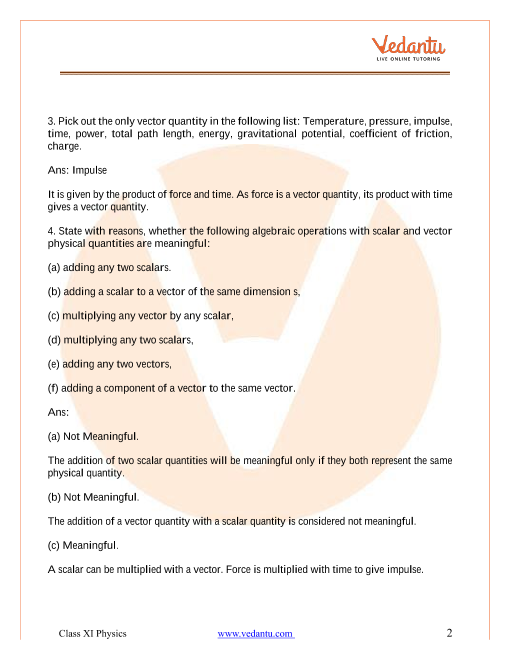 Vedantu
LIVE ONLINE TUTORING
3. Pick out the only vector quantity in the following list: Temperature, pressure, impulse,
time, power, total path length, energy, gravitational potential, coefficient of friction,
charge.
Ans: Impulse
It is given by the product of force and time. As force is a vector quantity, its product with time
gives a vector quantity.
4. State with reasons, whether the following algebraic operations with scalar and vector
physical quantities are meaningful:
(a) adding any two scalars.
(b) adding a scalar to a vector of the same dimension s,
(c) multiplying any vector by any scalar,
(d) multiplying any two scalars,
(e) adding any two vectors,
(f) adding a component of a vector to the same vector.
Ans:
(a) Not Meaningful.
The addition of two scalar quantities will be meaningful only if they both represent the same
physical quantity.
(b) Not Meaningful.
The addition of a vector quantity with a scalar quantity is considered not meaningful.
(c) Meaningful.
A scalar can be multiplied with a vector. Force is multiplied with time to give impulse.
Class XI Physics www.vedantu.com 2